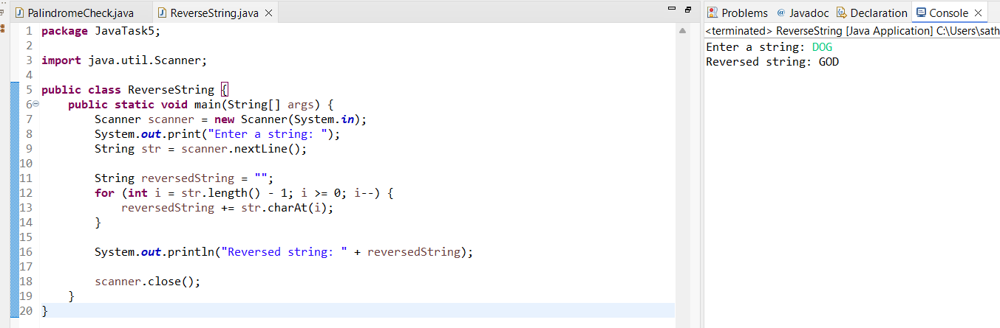 PalindromeCheck.java ReverseString.java
1 package JavaTask5;
2
3 import java.util.Scanner;
4
5 public class ReverseString {
6     public static void main(String[] args) {
7         Scanner scanner = new Scanner(System.in);
8         System.out.print("Enter a string: ");
9         String str = scanner.nextLine();
10
11         String reversedString = "";
12         for (int i = str.length() - 1; i >= 0; i--) {
13             reversedString += str.charAt(i);
14         }
15
16         System.out.println("Reversed string: " + reversedString);
17
18         scanner.close();
19     }
20 }
Problems @ Javadoc Declaration Console
<terminated> ReverseString [Java Application] C:\Users\sath
Enter a string: DOG
Reversed string: GOD